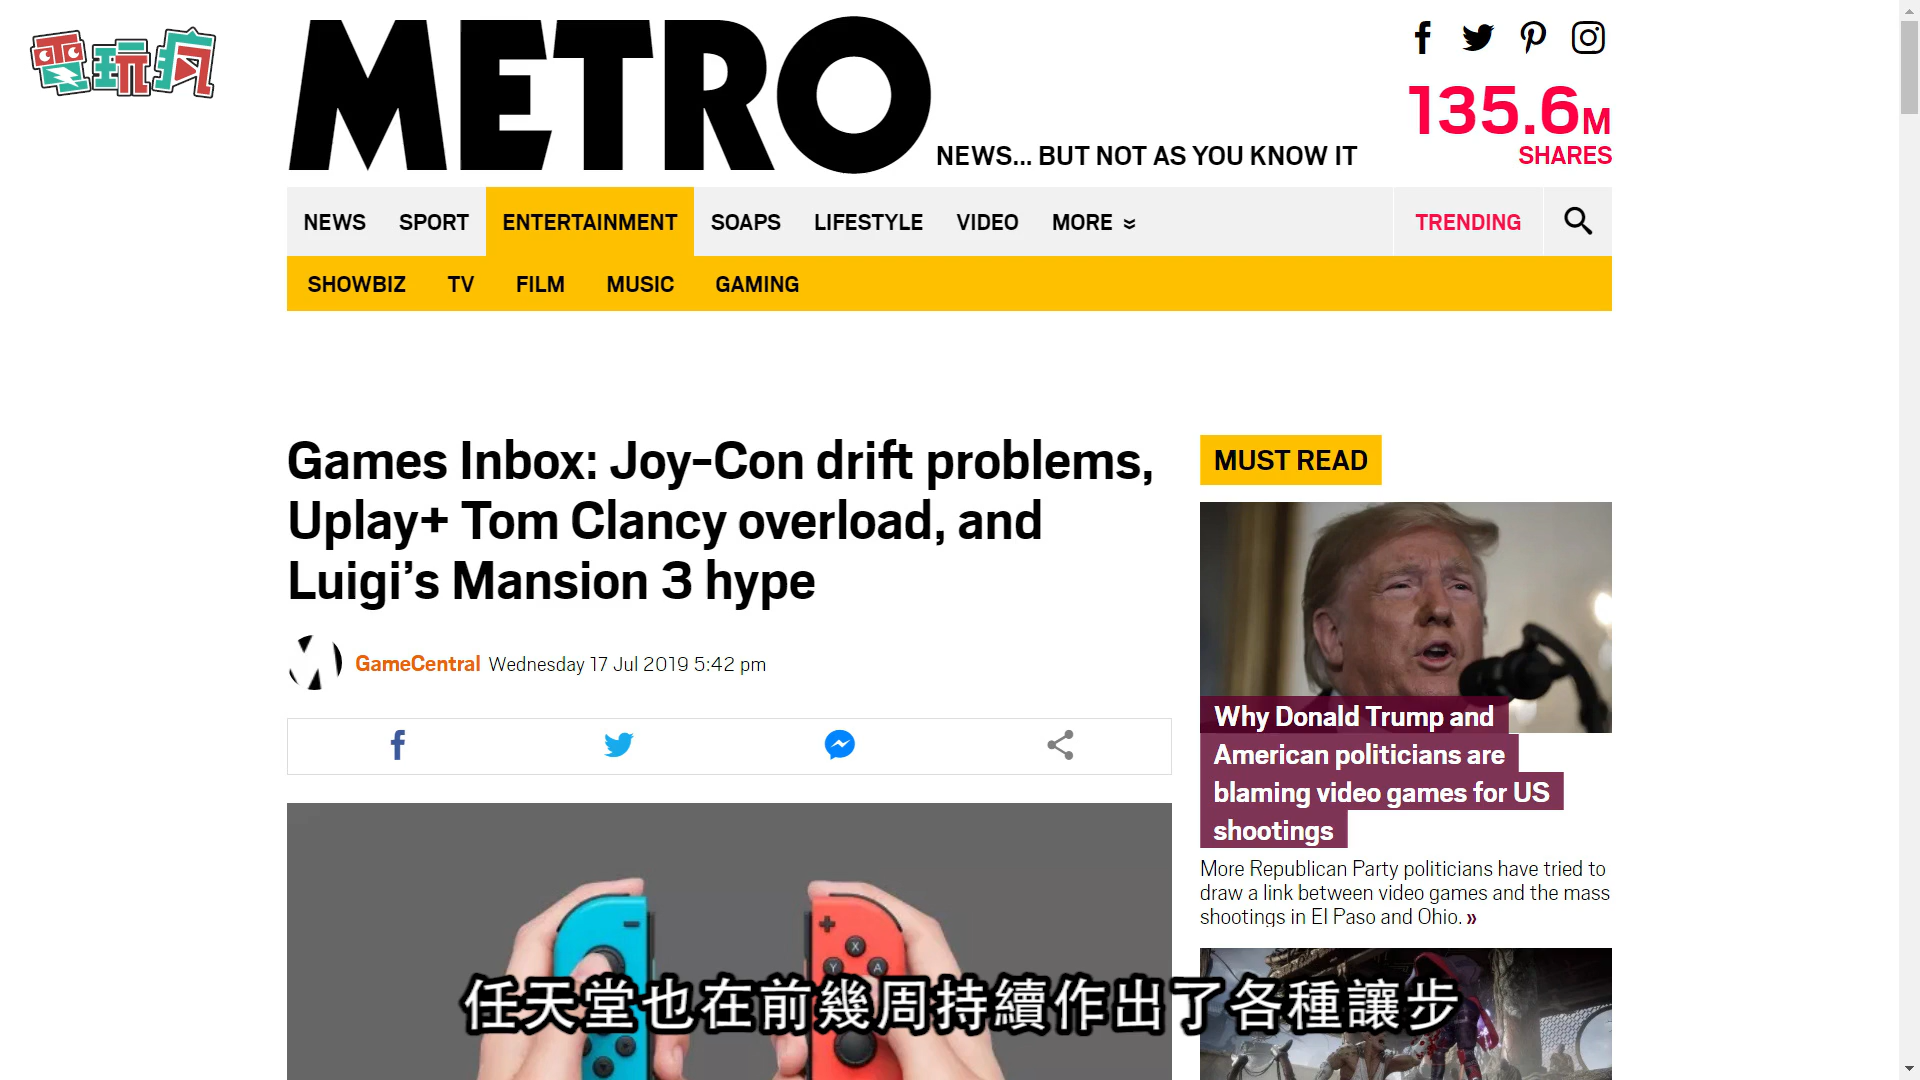 電玩瘋
METRO
NEWS... BUT NOT AS YOU KNOW IT
135.6M
SHARES
NEWS SPORT ENTERTAINMENT SOAPS LIFESTYLE VIDEO MORE TRENDING
SHOWBIZ TV FILM MUSIC GAMING
Games Inbox: Joy-Con drift problems,
Uplay+ Tom Clancy overload, and
Luigi’s Mansion 3 hype
GameCentral Wednesday 17 Jul 2019 5:42 pm
MUST READ
Why Donald Trump and
American politicians are
blaming video games for US
shootings
More Republican Party politicians have tried to
draw a link between video games and the mass
shootings in El Paso and Ohio. »
X
Y A
任天堂也在前幾周持續作出了各種讓步